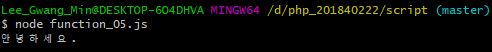 Lee_Gwang_Min@DESKTOP-6O4DHVA MINGW64 /d/php_201840222/script (master)
$ node function_05.js
안녕하세요.